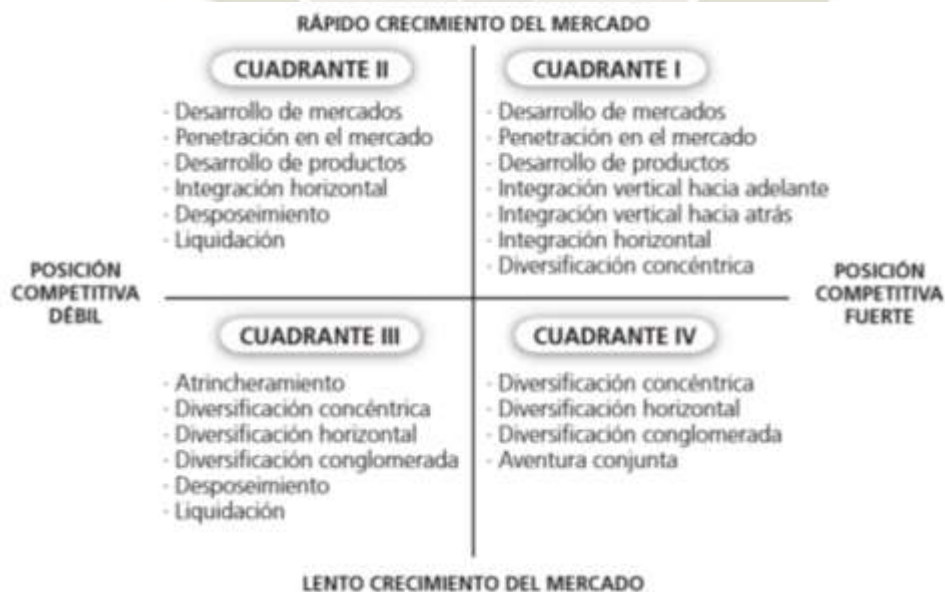 RÁPIDO CRECIMIENTO DEL MERCADO
CUADRANTE II
· Desarrollo de mercados
· Penetración en el mercado
· Desarrollo de productos
· Integración horizontal
· Desposeimiento
· Liquidación
CUADRANTE I
· Desarrollo de mercados
· Penetración en el mercado
· Desarrollo de productos
· Integración vertical hacia adelante
· Integración vertical hacia atrás
· Integración horizontal
· Diversificación concéntrica
POSICIÓN
COMPETITIVA
DÉBIL
POSICIÓN
COMPETITIVA
FUERTE
CUADRANTE III
· Atrincheramiento
· Diversificación concéntrica
· Diversificación horizontal
· Diversificación conglomerada
· Desposeimiento
· Liquidación
CUADRANTE IV
· Diversificación concéntrica
· Diversificación horizontal
· Diversificación conglomerada
· Aventura conjunta
LENTO CRECIMIENTO DEL MERCADO